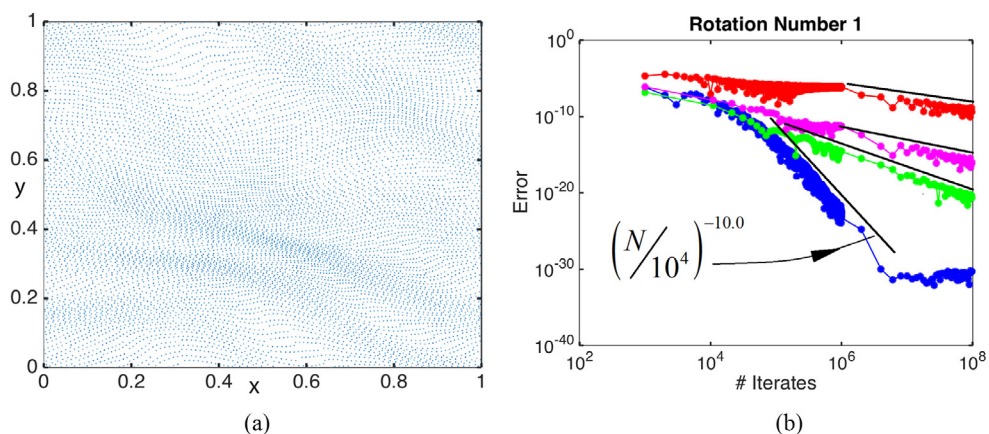 1
0.8
0.6
y
0.4
0.2
0
0 0.2 0.4 0.6 0.8 1
x
(a)
Rotation Number 1
10^0
10^-10
10^-20
10^-30
10^-40
Error
(N/10^4)^-10.0
10^2 10^4 10^6 10^8
# Iterates
(b)